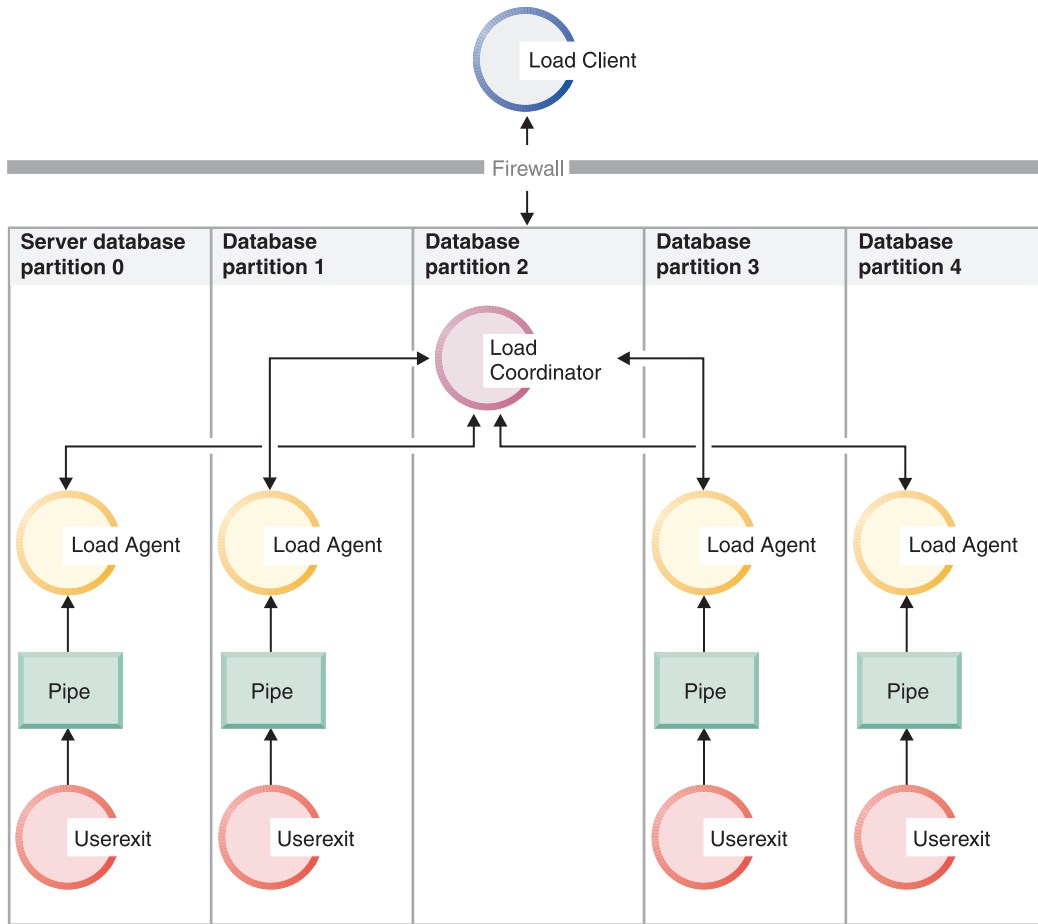 Load Client
Firewall
Server database
partition 0
Database
partition 1
Database
partition 2
Database
partition 3
Database
partition 4
Load
Coordinator
Load Agent
Load Agent
Load Agent
Load Agent
Pipe
Pipe
Pipe
Pipe
Userexit
Userexit
Userexit
Userexit